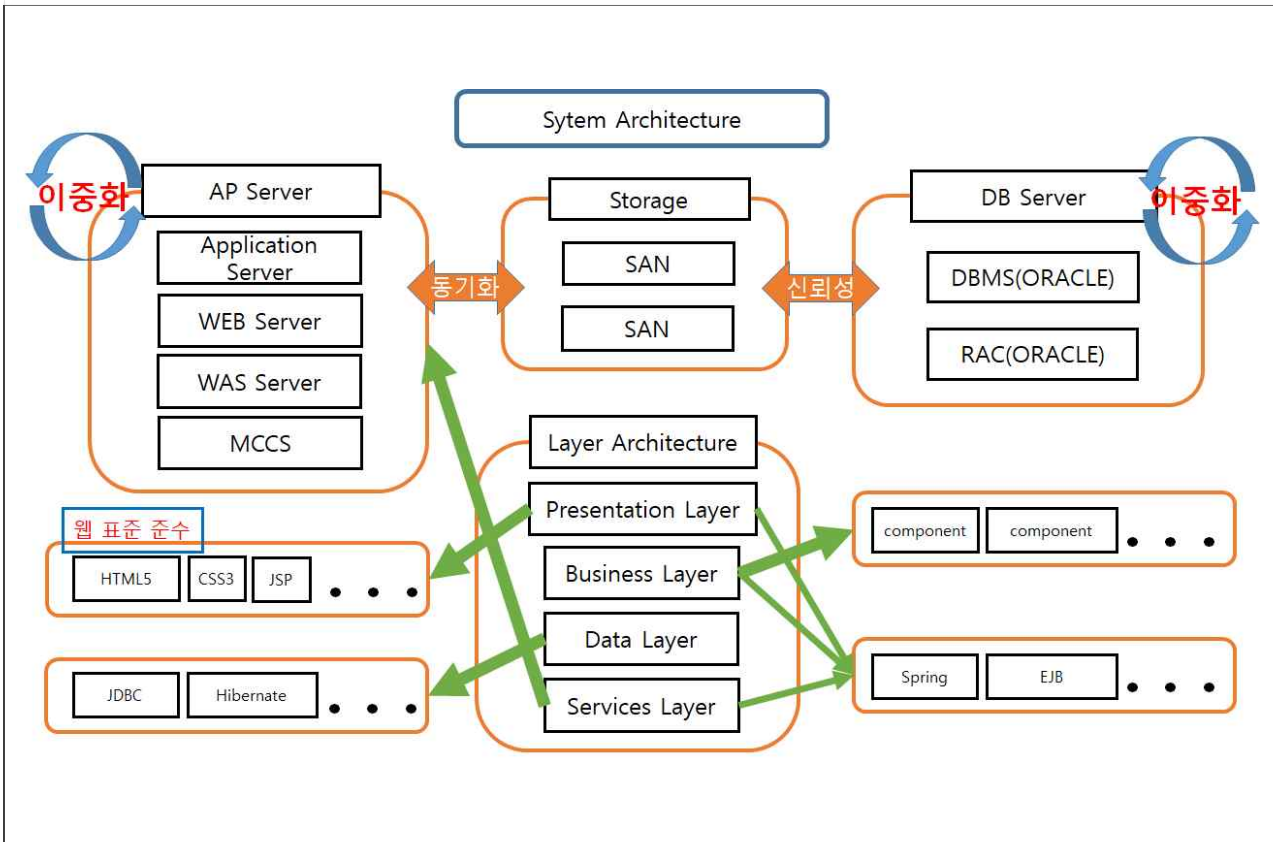 Sytem Architecture
이중화
AP Server
Application
Server
WEB Server
WAS Server
MCCS
동기화
Storage
SAN
SAN
신뢰성
이중화
DB Server
DBMS(ORACLE)
RAC(ORACLE)
Layer Architecture
Presentation Layer
Business Layer
Data Layer
Services Layer
웹 표준 준수
HTML5 CSS3 JSP
JDBC Hibernate
component component
Spring EJB